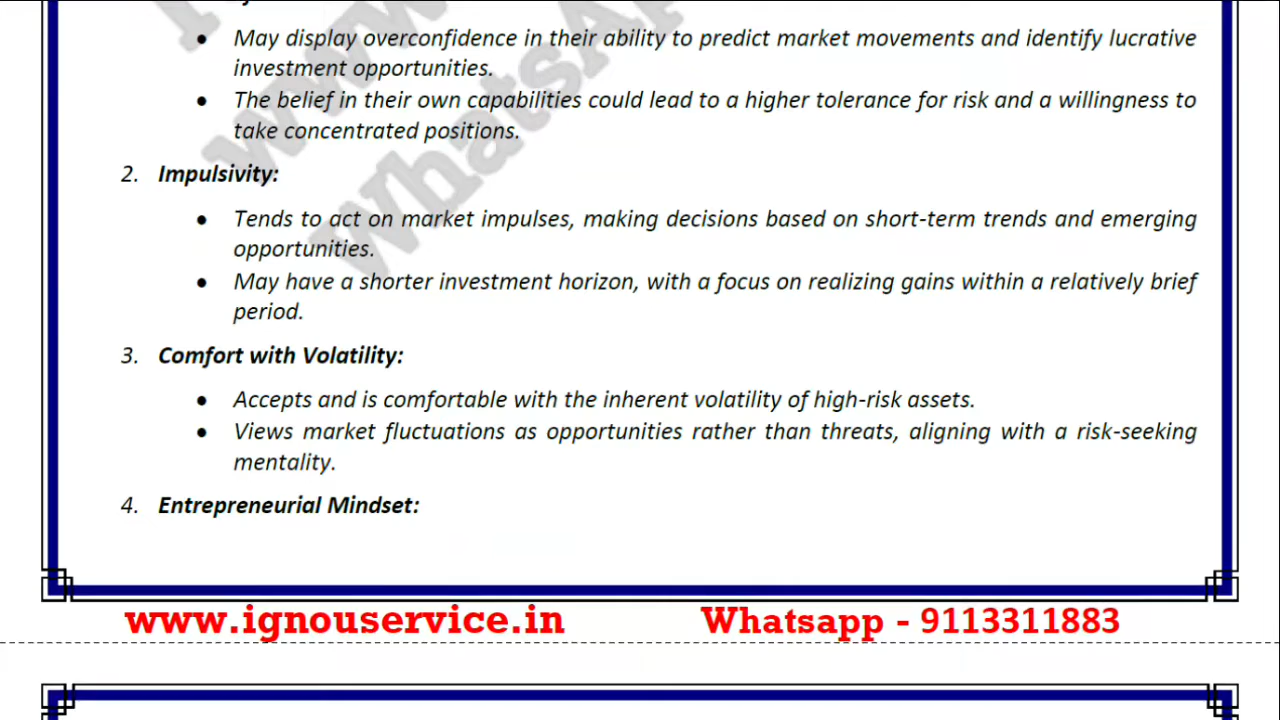 • May display overconfidence in their ability to predict market movements and identify lucrative
investment opportunities.
• The belief in their own capabilities could lead to a higher tolerance for risk and a willingness to
take concentrated positions.
2. Impulsivity:
• Tends to act on market impulses, making decisions based on short-term trends and emerging
opportunities.
• May have a shorter investment horizon, with a focus on realizing gains within a relatively brief
period.
3. Comfort with Volatility:
• Accepts and is comfortable with the inherent volatility of high-risk assets.
• Views market fluctuations as opportunities rather than threats, aligning with a risk-seeking
mentality.
4. Entrepreneurial Mindset:
www.ignouservice.in
Whatsapp - 9113311883